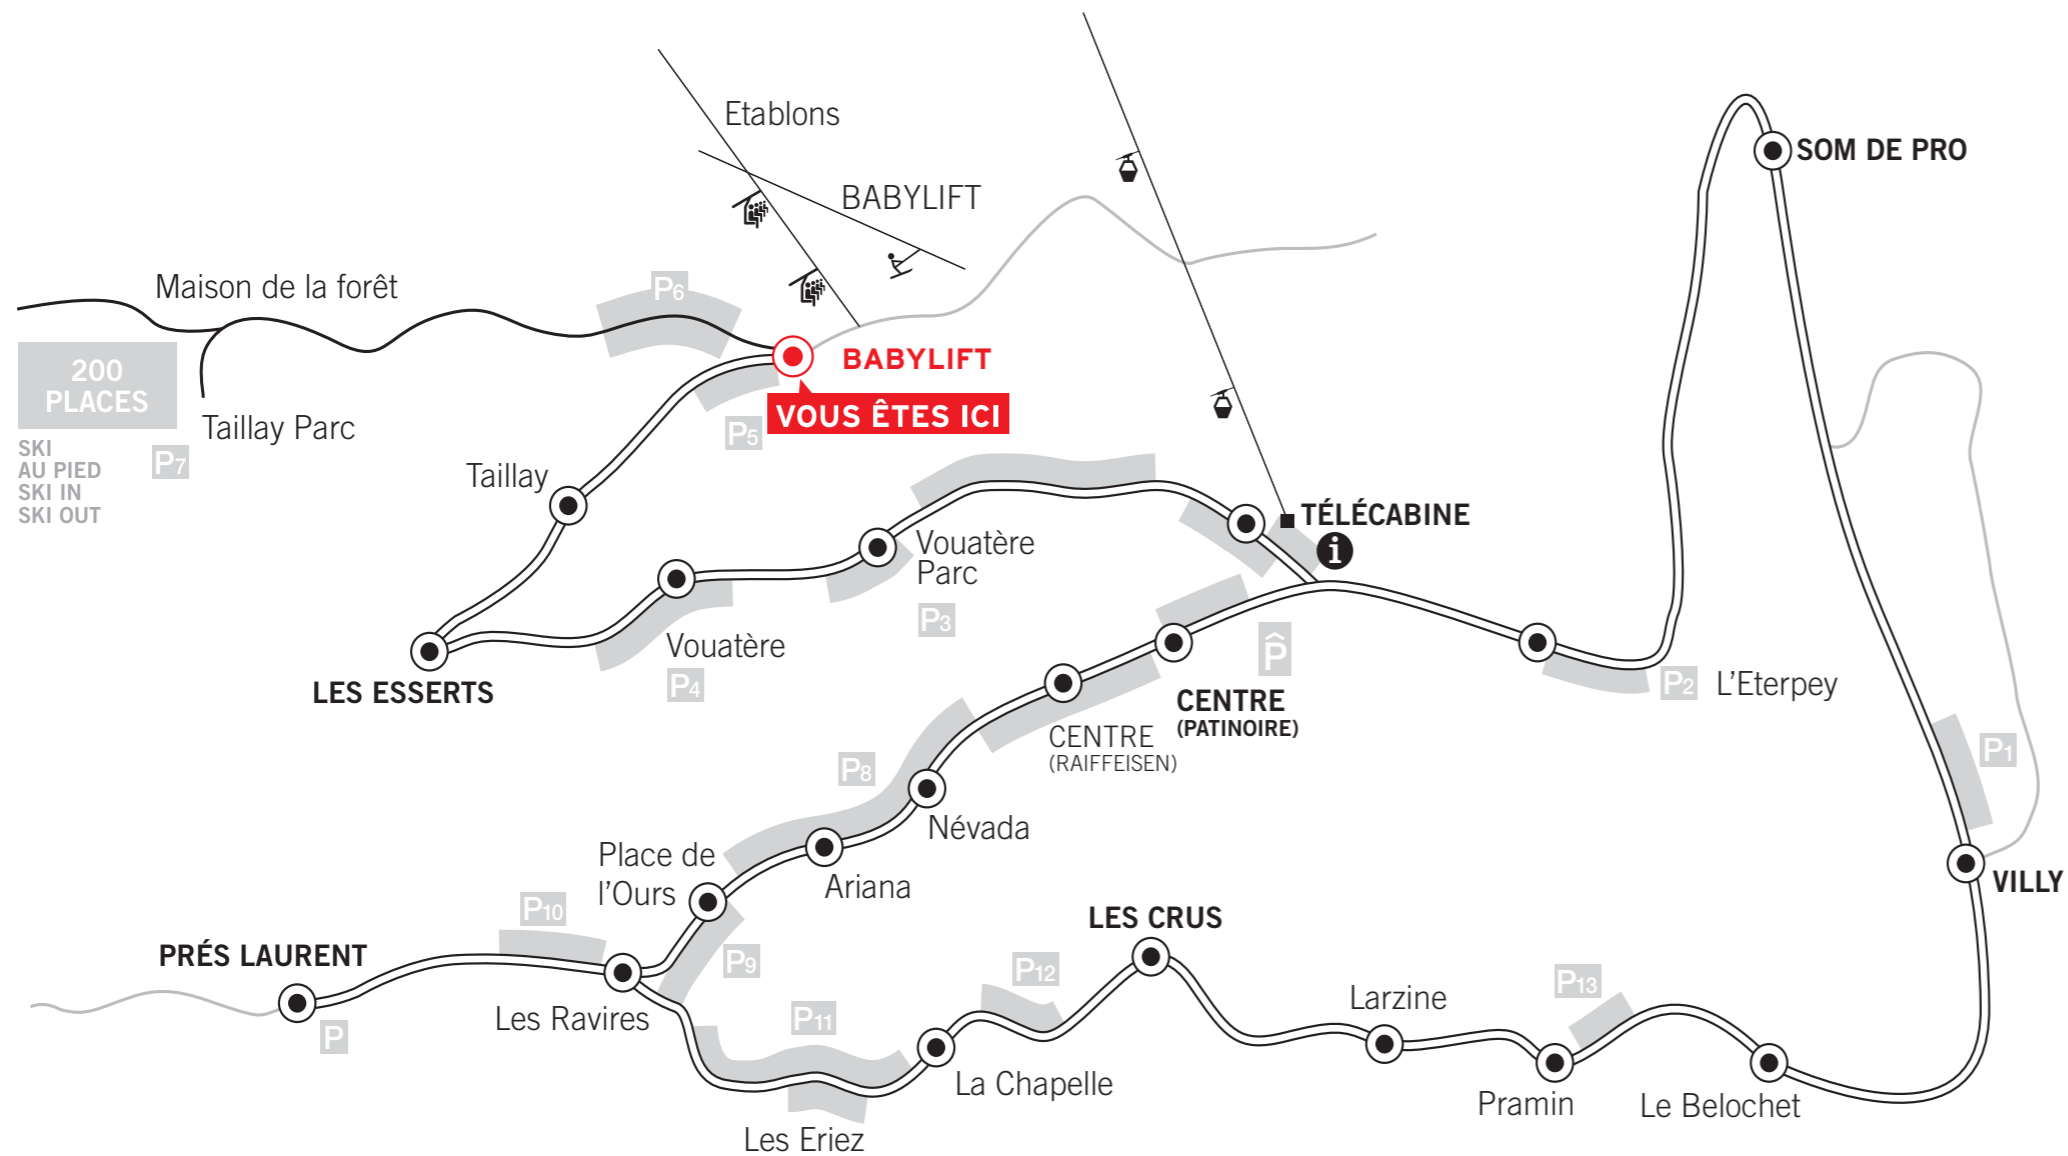 Etablons
BABYLIFT
SOM DE PRO
Maison de la forêt
P6
200
PLACES
BABYLIFT
VOUS ÊTES ICI
Taillay Parc
P5
SKI
AU PIED
SKI IN
SKI OUT
P7
Taillay
TÉLÉCABINE
i
Vouatère
Parc
P3
Vouatère
P4
LES ESSERTS
P
CENTRE
(PATINOIRE)
P2 L'Eterpey
CENTRE
(RAIFFEISEN)
P1
P8
Névada
Place de
l'Ours
Ariana
VILLY
P10
LES CRUS
PRÉS LAURENT
P9
P12
P13
Larzine
Les Ravires
P11
P
La Chapelle
Pramin
Le Belochet
Les Eriez